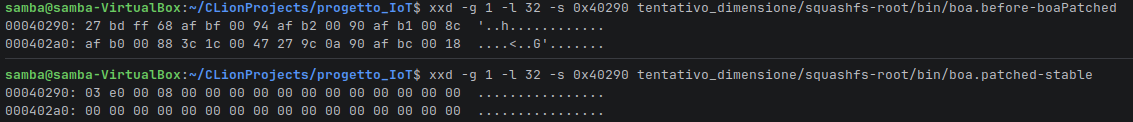 samba@samba-VirtualBox:~/CLionProjects/progetto_IoT$ xxd -g 1 -l 32 -s 0x40290 tentativo_dimensione/squashfs-root/bin/boa.before-boaPatched
00040290: 27 bd ff 68 af bf 00 94 af b2 00 90 af b1 00 8c  '..h............
000402a0: af b0 00 88 3c 1c 00 47 27 9c 0a 90 af bc 00 18  ....<..G'.......
samba@samba-VirtualBox:~/CLionProjects/progetto_IoT$ xxd -g 1 -l 32 -s 0x40290 tentativo_dimensione/squashfs-root/bin/boa.patched-stable
00040290: 03 e0 00 08 00 00 00 00 00 00 00 00 00 00 00 00  ................
000402a0: 00 00 00 00 00 00 00 00 00 00 00 00 00 00 00 00  ................